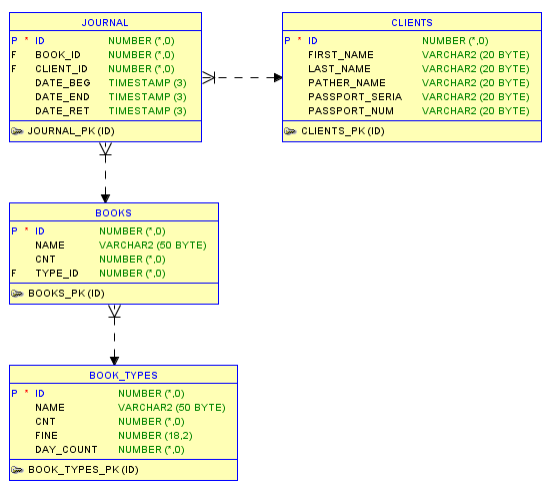 JOURNAL
P * ID NUMBER (*,0)
F BOOK_ID NUMBER (*,0)
F CLIENT_ID NUMBER (*,0)
DATE_BEG TIMESTAMP (3)
DATE_END TIMESTAMP (3)
DATE_RET TIMESTAMP (3)
JOURNAL_PK (ID)
CLIENTS
P * ID NUMBER (*,0)
FIRST_NAME VARCHAR2 (20 BYTE)
LAST_NAME VARCHAR2 (20 BYTE)
PATHER_NAME VARCHAR2 (20 BYTE)
PASSPORT_SERIA VARCHAR2 (20 BYTE)
PASSPORT_NUM VARCHAR2 (20 BYTE)
CLIENTS_PK (ID)
BOOKS
P * ID NUMBER (*,0)
NAME VARCHAR2 (50 BYTE)
CNT NUMBER (*,0)
F TYPE_ID NUMBER (*,0)
BOOKS_PK (ID)
BOOK_TYPES
P * ID NUMBER (*,0)
NAME VARCHAR2 (50 BYTE)
CNT NUMBER (*,0)
FINE NUMBER (18,2)
DAY_COUNT NUMBER (*,0)
BOOK_TYPES_PK (ID)